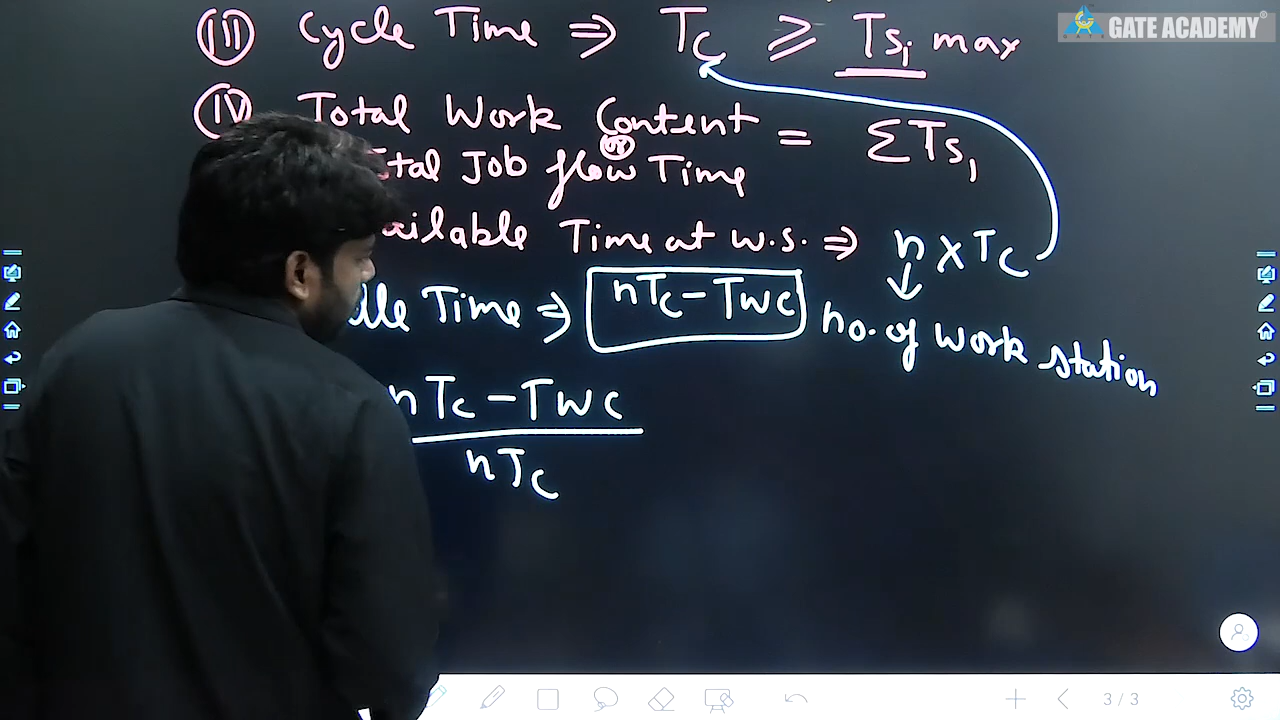 GATE ACADEMY®
(III) Cycle Time ⇒ Tc ≥ Tsi max
(IV) Total Work Content = ΣTsi
or
Job flow Time
Time at w.s. ⇒ n × Tc
Time ⇒ nTc - TWC no. of work station
nTc - TWC
nTc
3 / 3